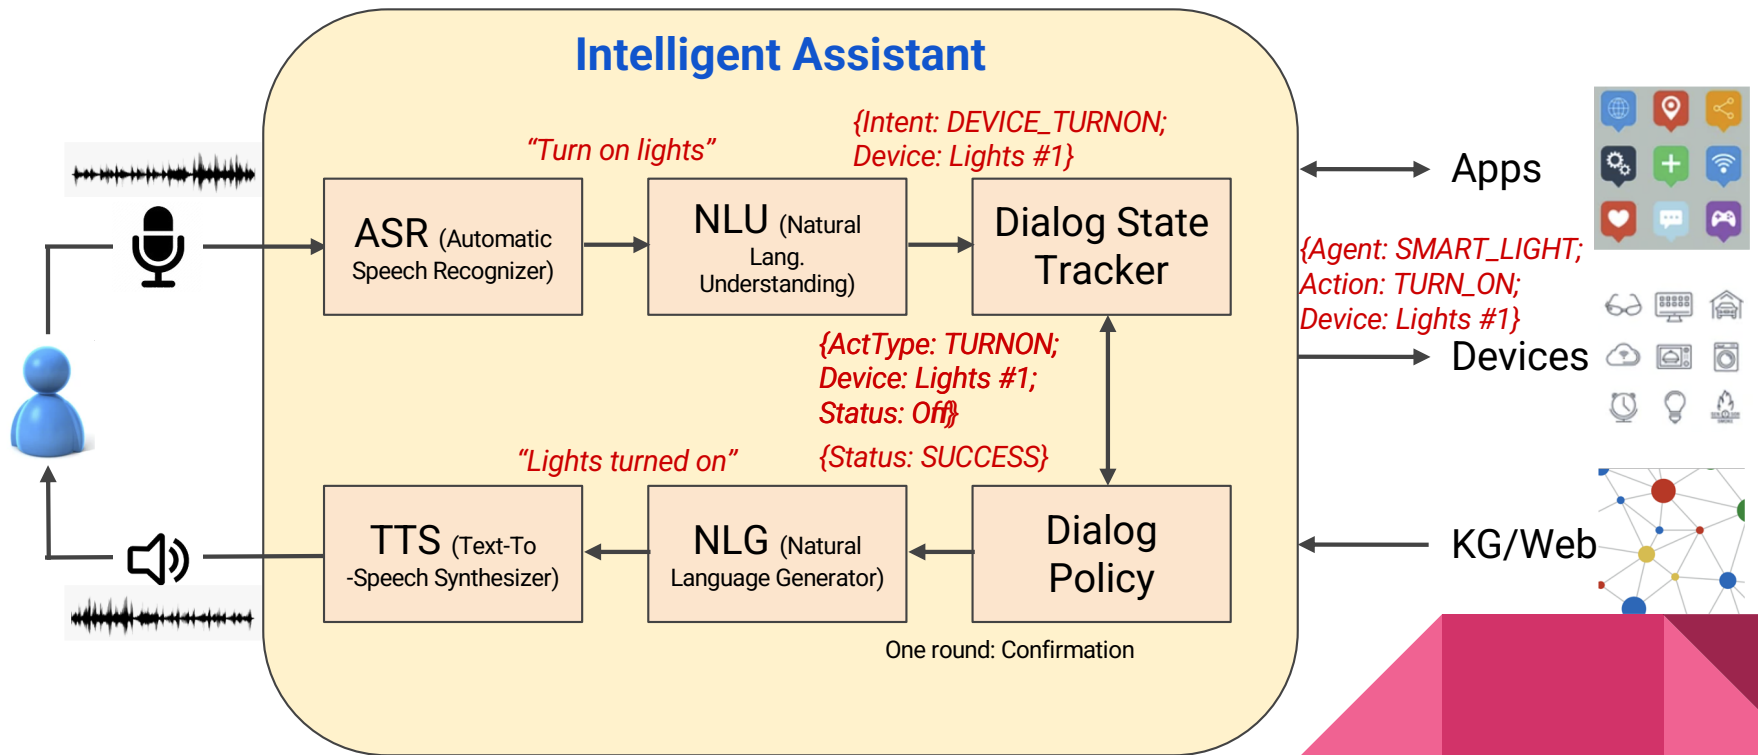 Intelligent Assistant
“Turn on lights”
{Intent: DEVICE_TURNON;
Device: Lights #1}
ASR (Automatic
Speech Recognizer)
NLU (Natural
Lang.
Understanding)
Dialog State
Tracker
Apps
{Agent: SMART_LIGHT;
Action: TURN_ON;
Device: Lights #1}
Devices
{ActType: TURNON;
Device: Lights #1;
Status: Off}
{Status: SUCCESS}
“Lights turned on”
TTS (Text-To
-Speech Synthesizer)
NLG (Natural
Language Generator)
Dialog
Policy
KG/Web
One round: Confirmation